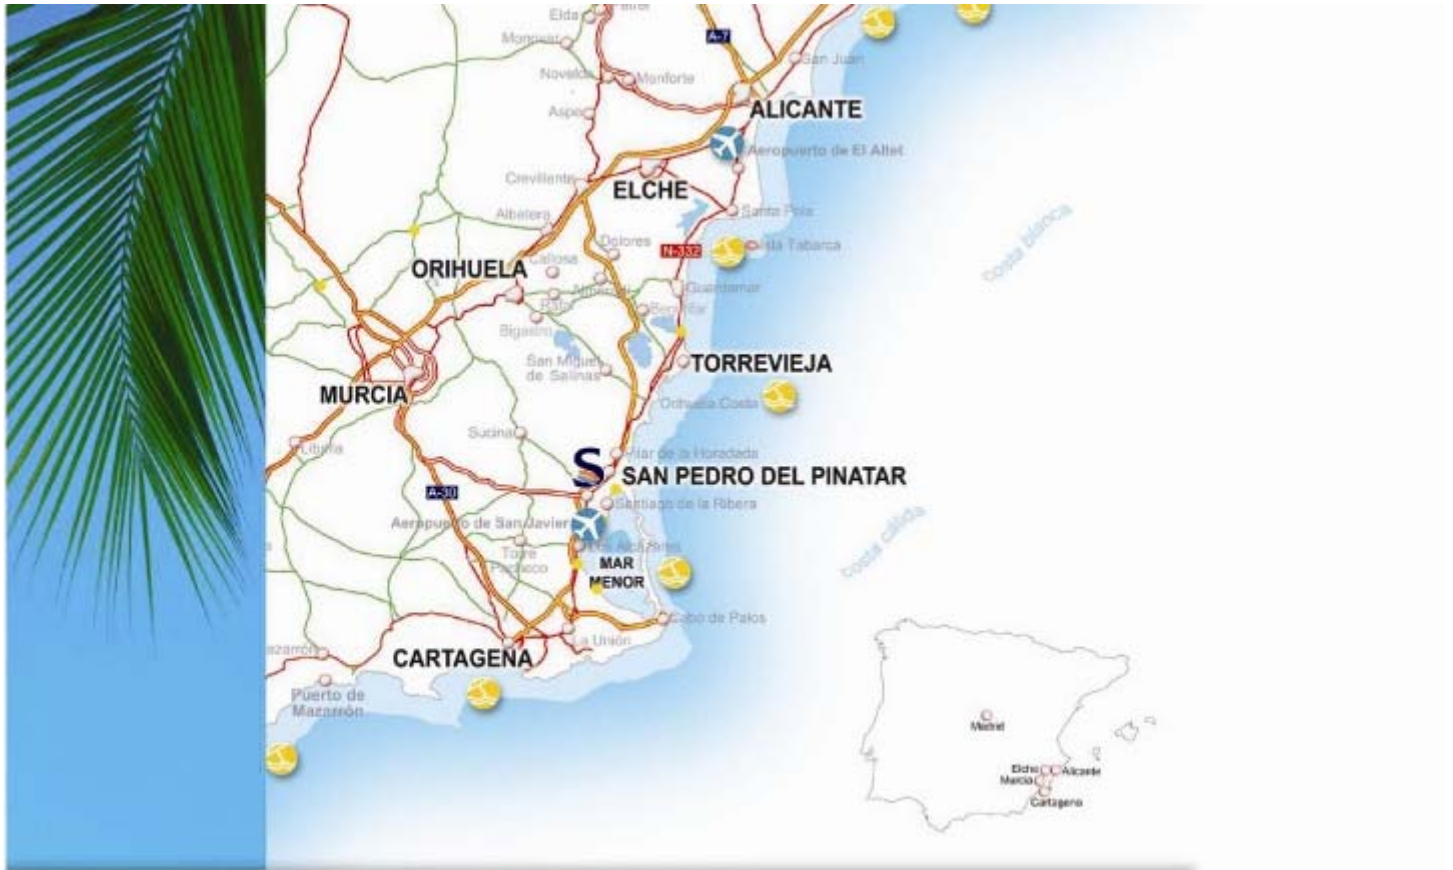 Elda
Monovar
A-7
San Juan
Novelda
Monforte
Aspe
ALICANTE
Aeropuerto de El Altet
Crevillente
ELCHE
Albatera
Santa Pola
costa blanca
Dolores
N-332
Isla Tabarca
ORIHUELA
Callosa
Guardamar
Rafal
Bigastro
San Miguel
de Salinas
TORREVIEJA
MURCIA
Orihuela Costa
Sucina
Librilla
Pilar de la Horadada
S
SAN PEDRO DEL PINATAR
A-30
Santiago de la Ribera
Aeropuerto de San Javier
costa cálida
Los Alcázares
Torre
Pacheco
MAR
MENOR
Cabo de Palos
La Unión
azarrón
CARTAGENA
Puerto de
Mazarrón
Madrid
Elche
Alicante
Murcia
Cartagena